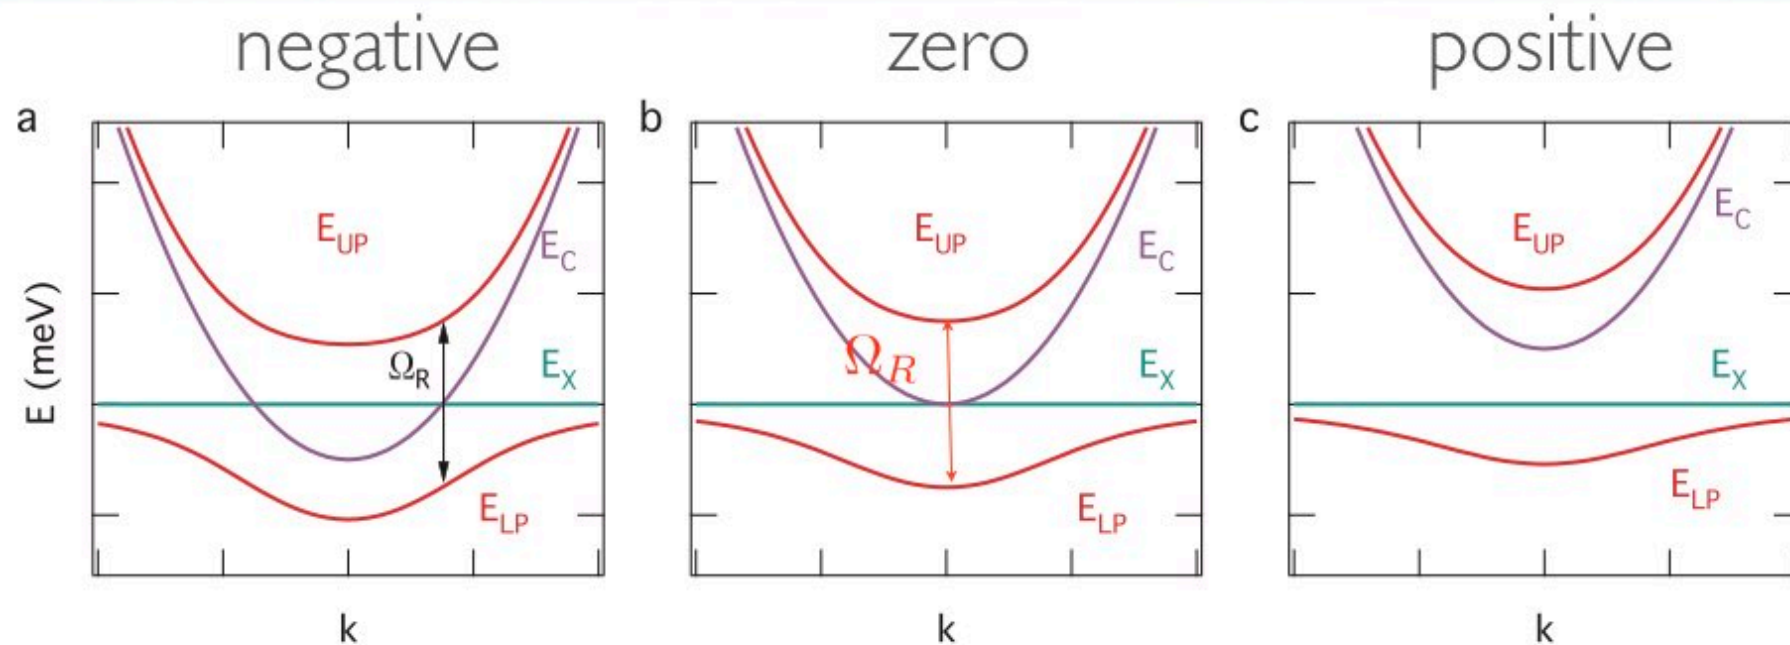 negative
zero
positive
a
b
c
E (meV)
E_UP
E_C
Ω_R
E_X
E_LP
k
E_UP
E_C
Ω_R
E_X
E_LP
k
E_UP
E_C
E_X
E_LP
k